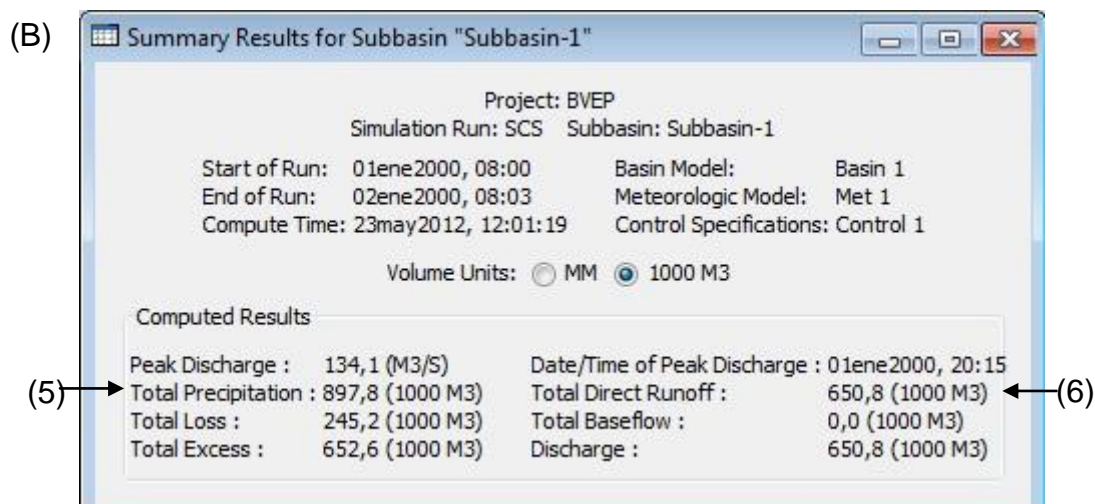 (B)
Summary Results for Subbasin "Subbasin-1"
Project: BVEP
Simulation Run: SCS Subbasin: Subbasin-1
Start of Run: 01ene2000, 08:00 Basin Model: Basin 1
End of Run: 02ene2000, 08:03 Meteorologic Model: Met 1
Compute Time: 23may2012, 12:01:19 Control Specifications: Control 1
Volume Units: MM 1000 M3
Computed Results
Peak Discharge : 134,1 (M3/S) Date/Time of Peak Discharge : 01ene2000, 20:15
(5) Total Precipitation : 897,8 (1000 M3) Total Direct Runoff : 650,8 (1000 M3) (6)
Total Loss : 245,2 (1000 M3) Total Baseflow : 0,0 (1000 M3)
Total Excess : 652,6 (1000 M3) Discharge : 650,8 (1000 M3)